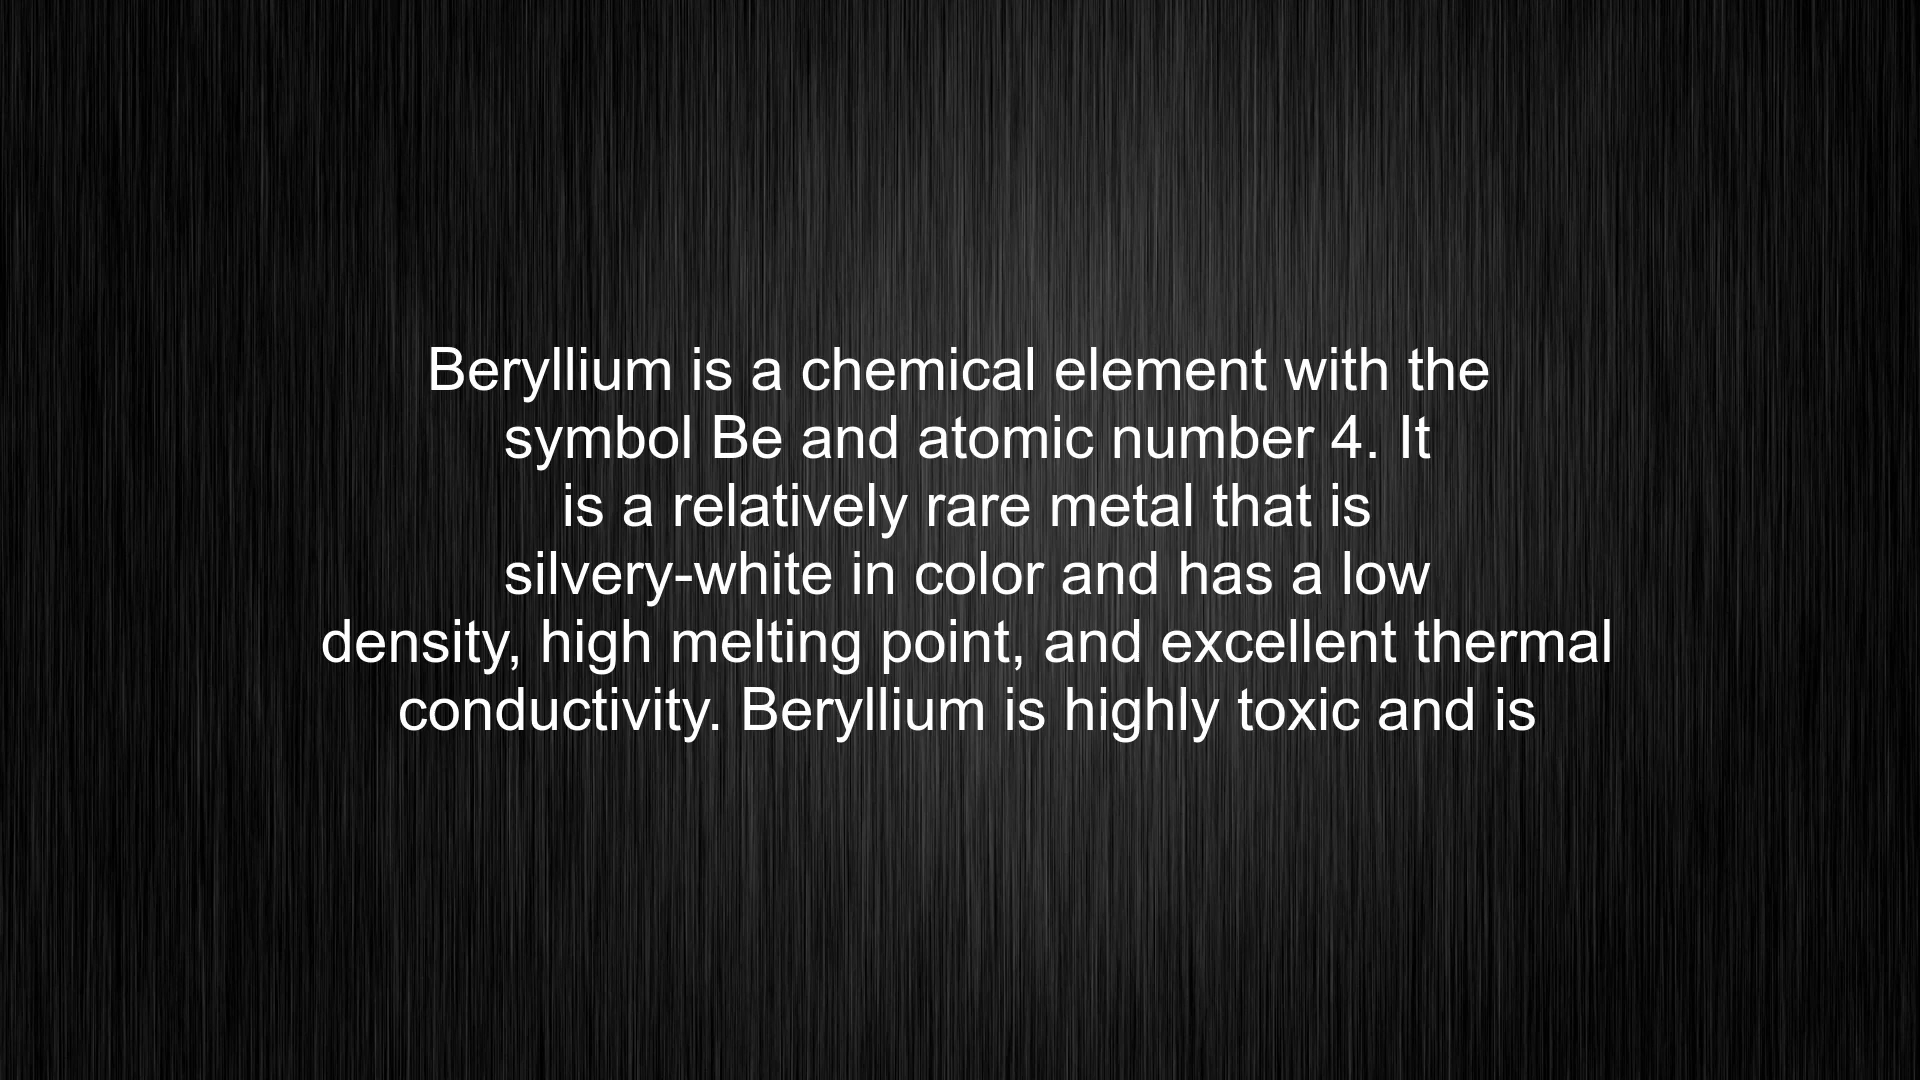 Beryllium is a chemical element with the
symbol Be and atomic number 4. It
is a relatively rare metal that is
silvery-white in color and has a low
density, high melting point, and excellent thermal
conductivity. Beryllium is highly toxic and is